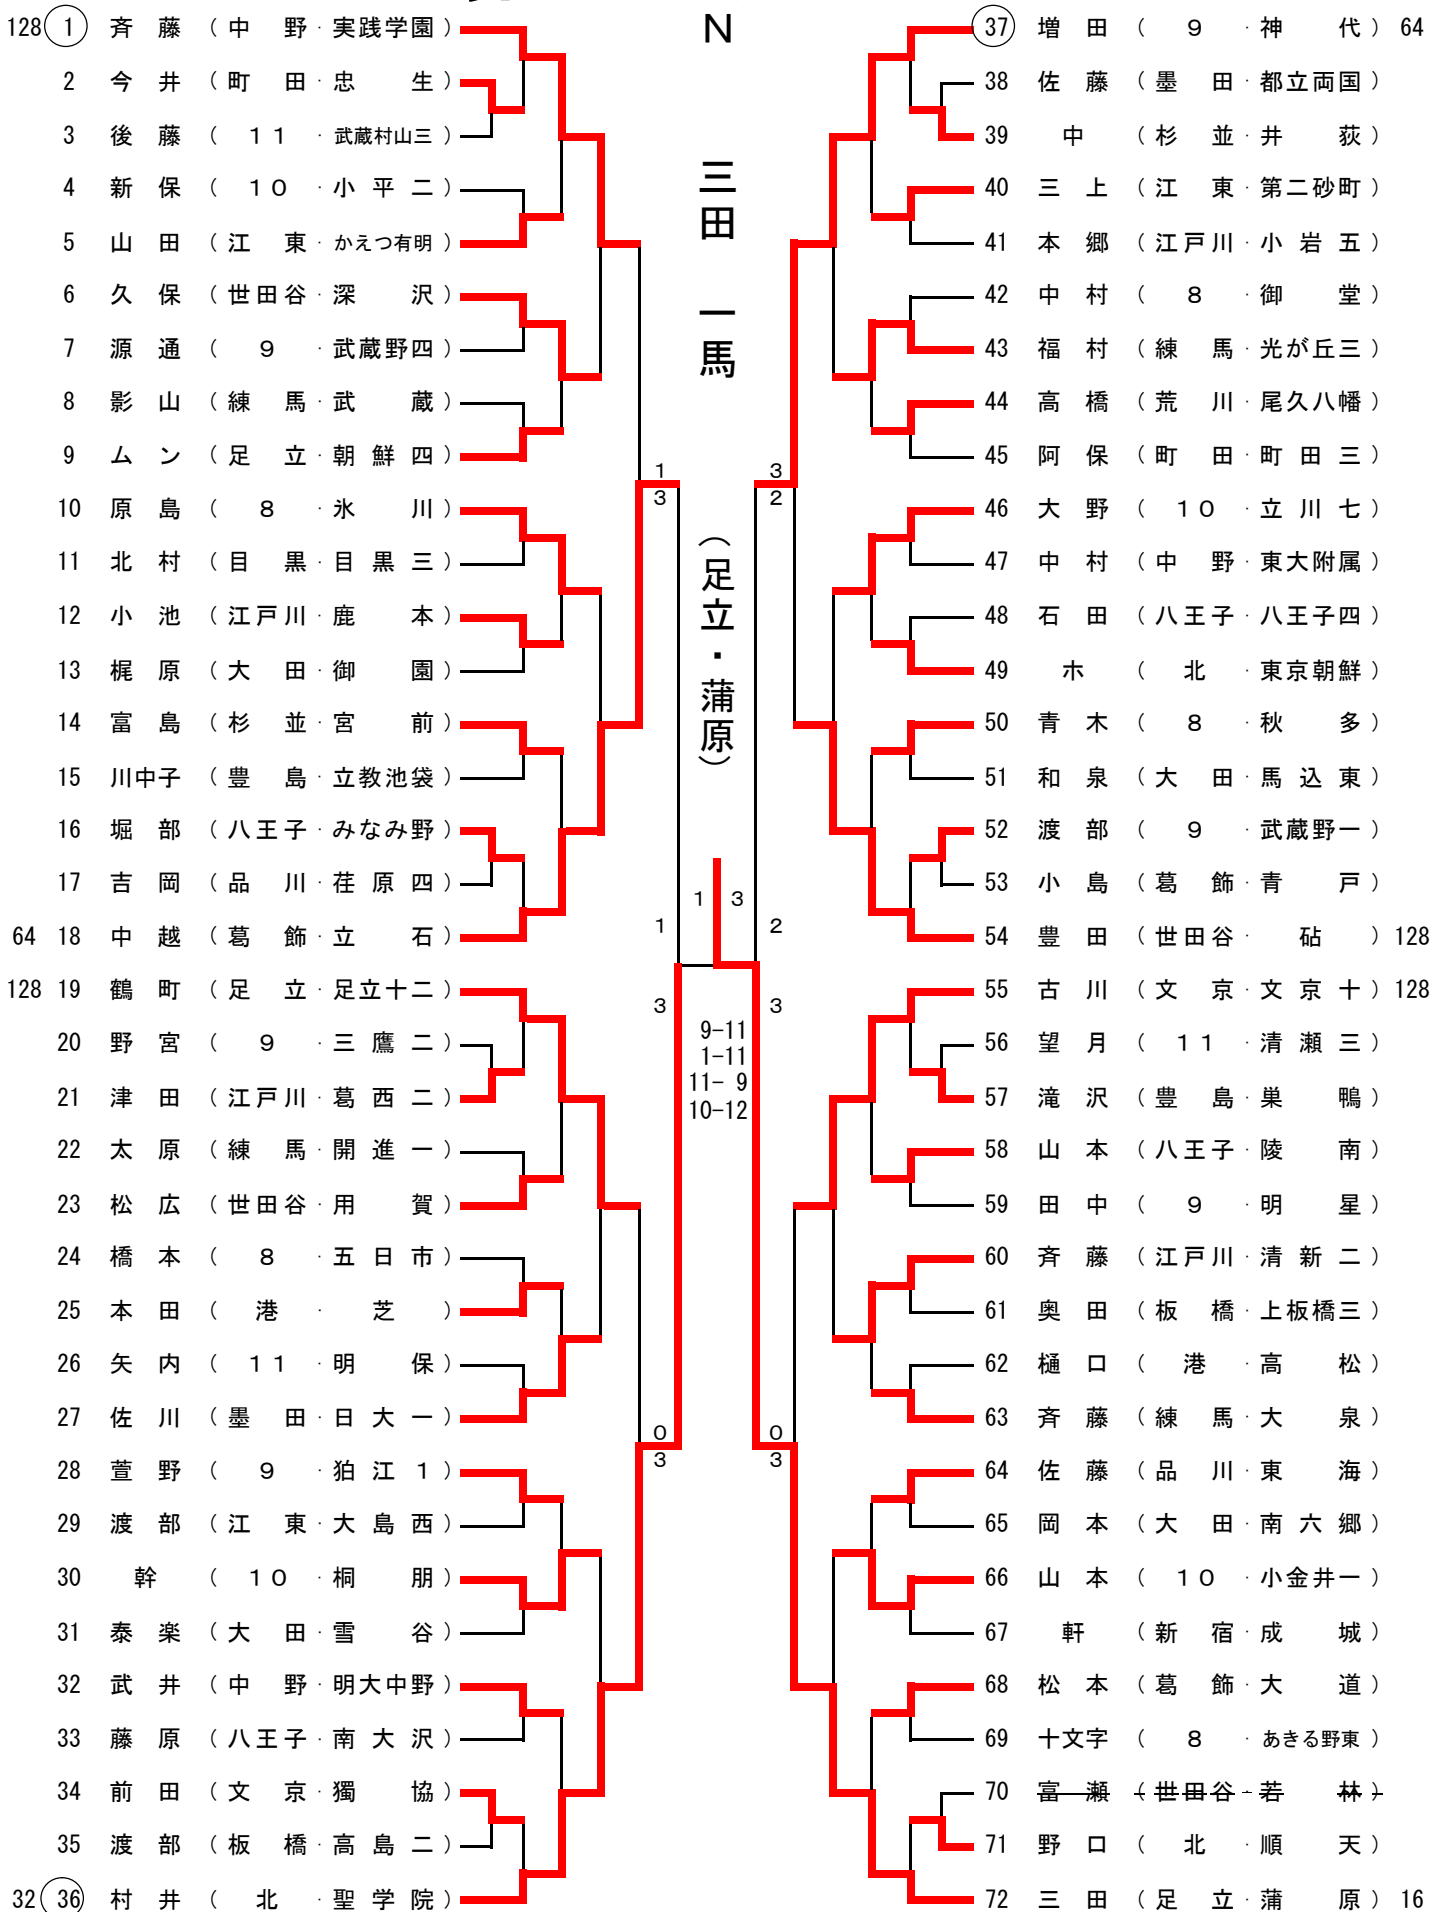 N
三田 一馬
（足立・蒲原）
128 1 斉藤（中野・実践学園）
2 今井（町田・忠生）
3 後藤（11・武蔵村山三）
4 新保（10・小平二）
5 山田（江東・かえつ有明）
6 久保（世田谷・深沢）
7 源通（9・武蔵野四）
8 影山（練馬・武蔵）
9 ムン（足立・朝鮮四）
10 原島（8・氷川）
11 北村（目黒・目黒三）
12 小池（江戸川・鹿本）
13 梶原（大田・御園）
14 富島（杉並・宮前）
15 川中子（豊島・立教池袋）
16 堀部（八王子・みなみ野）
17 吉岡（品川・荏原四）
64 18 中越（葛飾・立石）
128 19 鶴町（足立・足立十二）
20 野宮（9・三鷹二）
21 津田（江戸川・葛西二）
22 太原（練馬・開進一）
23 松広（世田谷・用賀）
24 橋本（8・五日市）
25 本田（港・芝）
26 矢内（11・明保）
27 佐川（墨田・日大一）
28 萱野（9・狛江1）
29 渡部（江東・大島西）
30 幹（10・桐朋）
31 泰楽（大田・雪谷）
32 武井（中野・明大中野）
33 藤原（八王子・南大沢）
34 前田（文京・獨協）
35 渡部（板橋・高島二）
32 36 村井（北・聖学院）
1
3
1
3
0
3
1 3
9-11
1-11
11- 9
10-12
3
2
2
3
0
3
37 増田（9・神代）64
38 佐藤（墨田・都立両国）
39 中（杉並・井荻）
40 三上（江東・第二砂町）
41 本郷（江戸川・小岩五）
42 中村（8・御堂）
43 福村（練馬・光が丘三）
44 高橋（荒川・尾久八幡）
45 阿保（町田・町田三）
46 大野（10・立川七）
47 中村（中野・東大附属）
48 石田（八王子・八王子四）
49 ホ（北・東京朝鮮）
50 青木（8・秋多）
51 和泉（大田・馬込東）
52 渡部（9・武蔵野一）
53 小島（葛飾・青戸）
54 豊田（世田谷・砧）128
55 古川（文京・文京十）128
56 望月（11・清瀬三）
57 滝沢（豊島・巣鴨）
58 山本（八王子・陵南）
59 田中（9・明星）
60 斉藤（江戸川・清新二）
61 奥田（板橋・上板橋三）
62 樋口（港・高松）
63 斉藤（練馬・大泉）
64 佐藤（品川・東海）
65 岡本（大田・南六郷）
66 山本（10・小金井一）
67 軒（新宿・成城）
68 松本（葛飾・大道）
69 十文字（8・あきる野東）
70 富瀬（世田谷・若林）
71 野口（北・順天）
72 三田（足立・蒲原）16